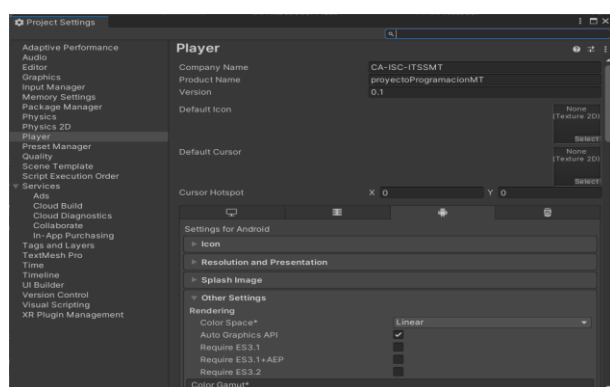 Project Settings
Adaptive Performance
Audio
Editor
Graphics
Input Manager
Memory Settings
Package Manager
Physics
Physics 2D
Player
Preset Manager
Quality
Scene Template
Script Execution Order
Services
Ads
Cloud Build
Cloud Diagnostics
Collaborate
In-App Purchasing
Tags and Layers
TextMesh Pro
Time
Timeline
UI Builder
Version Control
Visual Scripting
XR Plugin Management
Player
Company Name CA-ISC-ITSSMT
Product Name proyectoProgramacionMT
Version 0.1
Default Icon
None
(Texture 2D)
Select
Default Cursor
None
(Texture 2D)
Select
Cursor Hotspot X 0 Y 0
Settings for Android
Icon
Resolution and Presentation
Splash Image
Other Settings
Rendering
Color Space* Linear
Auto Graphics API
Require ES3.1
Require ES3.1+AEP
Require ES3.2
Color Gamut*